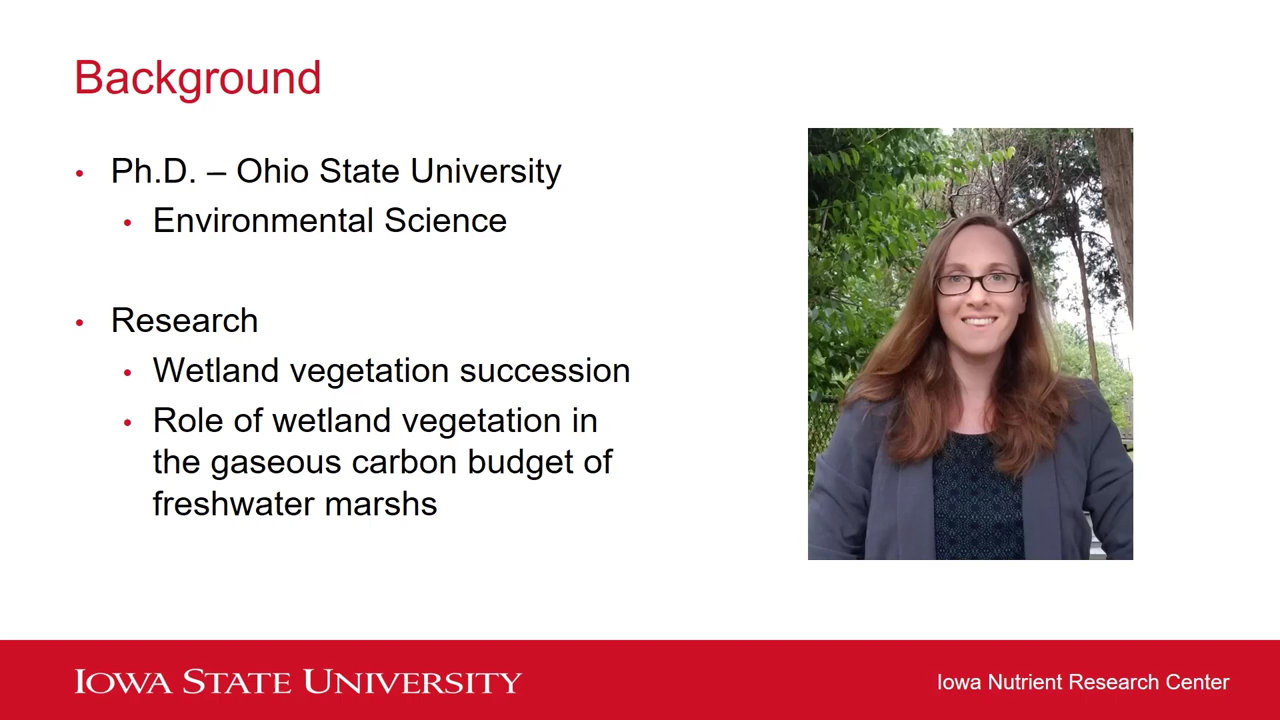 Background
• Ph.D. – Ohio State University
• Environmental Science
• Research
• Wetland vegetation succession
• Role of wetland vegetation in
the gaseous carbon budget of
freshwater marshs
IOWA STATE UNIVERSITY
Iowa Nutrient Research Center